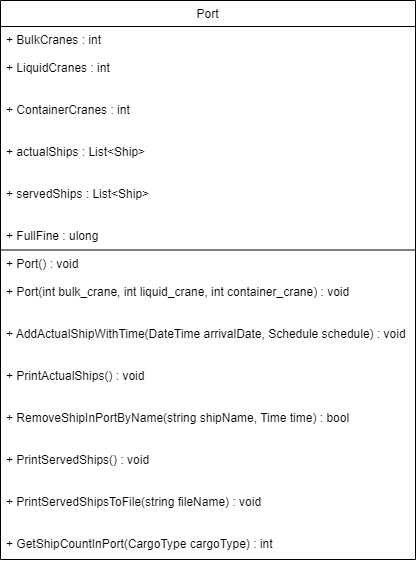 Port
+ BulkCranes : int
+ LiquidCranes : int
+ ContainerCranes : int
+ actualShips : List<Ship>
+ servedShips : List<Ship>
+ FullFine : ulong
+ Port() : void
+ Port(int bulk_crane, int liquid_crane, int container_crane) : void
+ AddActualShipWithTime(DateTime arrivalDate, Schedule schedule) : void
+ PrintActualShips() : void
+ RemoveShipInPortByName(string shipName, Time time) : bool
+ PrintServedShips() : void
+ PrintServedShipsToFile(string fileName) : void
+ GetShipCountInPort(CargoType cargoType) : int